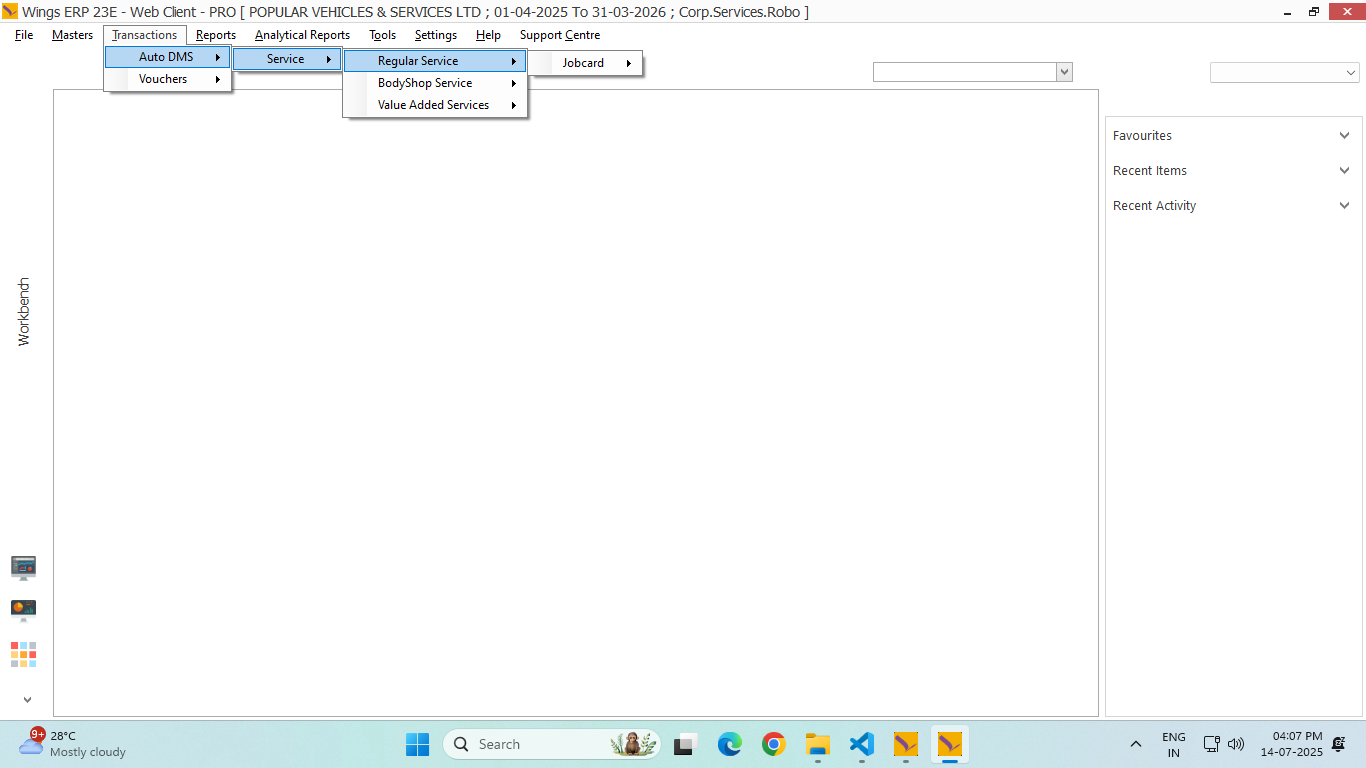 Wings ERP 23E - Web Client - PRO [ POPULAR VEHICLES & SERVICES LTD ; 01-04-2025 To 31-03-2026 ; Corp.Services.Robo ]
File Masters Transactions Reports Analytical Reports Tools Settings Help Support Centre
Auto DMS Service Regular Service Jobcard
Vouchers BodyShop Service
Value Added Services
Favourites
Recent Items
Recent Activity
Workbench
9+ 28°C
Mostly cloudy
Search
ENG
IN
04:07 PM
14-07-2025